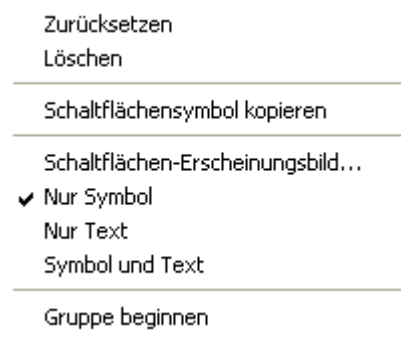 Zurücksetzen
Löschen
Schaltflächensymbol kopieren
Schaltflächen-Erscheinungsbild...
Nur Symbol
Nur Text
Symbol und Text
Gruppe beginnen